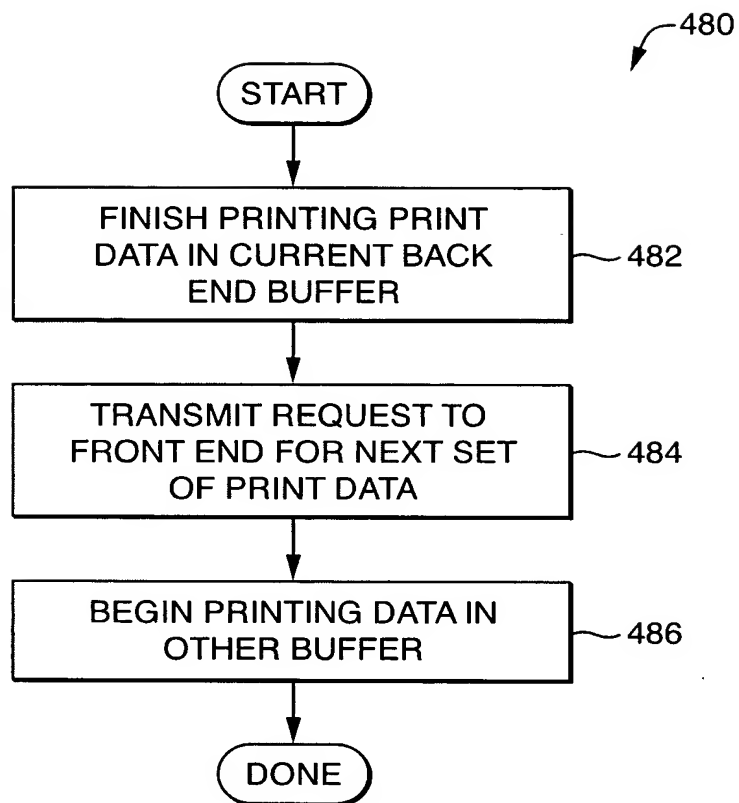 480
START
FINISH PRINTING PRINT
DATA IN CURRENT BACK
END BUFFER
482
TRANSMIT REQUEST TO
FRONT END FOR NEXT SET
OF PRINT DATA
484
BEGIN PRINTING DATA IN
OTHER BUFFER
486
DONE